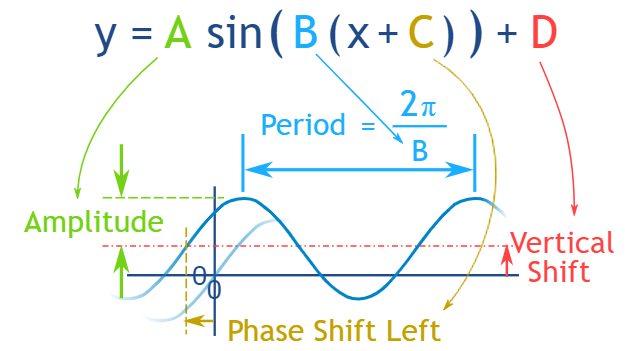 y = A sin(B(x+C)) + D
Period = 2π
B
Amplitude
Vertical
Shift
0
0
Phase Shift Left